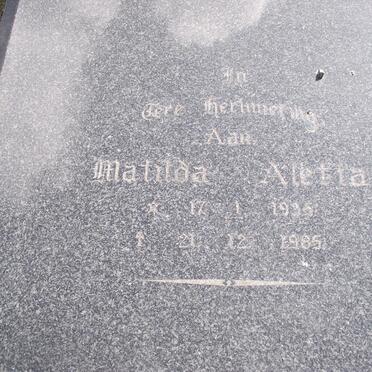 In
Tere Herinnering
Aan
Matilda Aletta
* 17. 1. 1935
† 21. 12. 1985